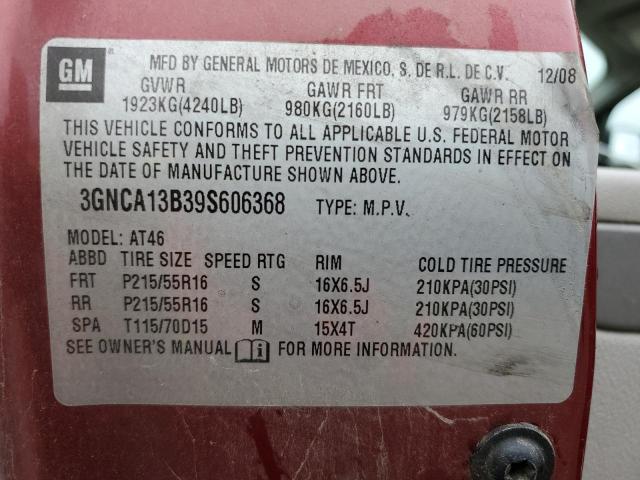 GM
MFD BY GENERAL MOTORS DE MEXICO, S. DE R.L. DE C.V. 12/08
GVWR GAWR FRT GAWR RR
1923KG(4240LB) 980KG(2160LB) 979KG(2158LB)
THIS VEHICLE CONFORMS TO ALL APPLICABLE U.S. FEDERAL MOTOR
VEHICLE SAFETY AND THEFT PREVENTION STANDARDS IN EFFECT ON
THE DATE OF MANUFACTURE SHOWN ABOVE.
3GNCA13B39S606368 TYPE: M.P.V.
MODEL: AT46
ABBD TIRE SIZE SPEED RTG RIM COLD TIRE PRESSURE
FRT P215/55R16 S 16X6.5J 210KPA(30PSI)
RR P215/55R16 S 16X6.5J 210KPA(30PSI)
SPA T115/70D15 M 15X4T 420KPA(60PSI)
SEE OWNER'S MANUAL i FOR MORE INFORMATION.